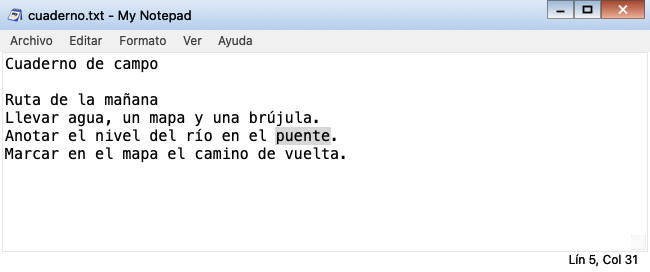 cuaderno.txt - My Notepad
Archivo Editar Formato Ver Ayuda
Cuaderno de campo
Ruta de la mañana
Llevar agua, un mapa y una brújula.
Anotar el nivel del río en el puente.
Marcar en el mapa el camino de vuelta.
Lín 5, Col 31